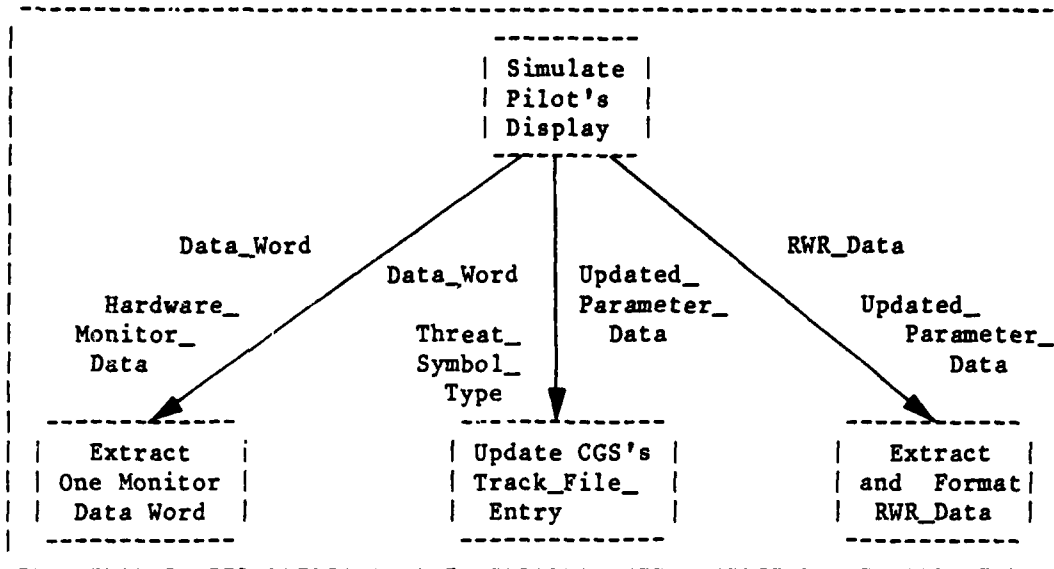 Simulate
Pilot's
Display
Data_Word
RWR_Data
Data_Word
Updated_
Parameter_
Data
Hardware_
Monitor_
Data
Threat_
Symbol_
Type
Updated_
Parameter_
Data
Extract
One Monitor
Data Word
Update CGS's
Track_File_
Entry
Extract
and Format
RWR_Data